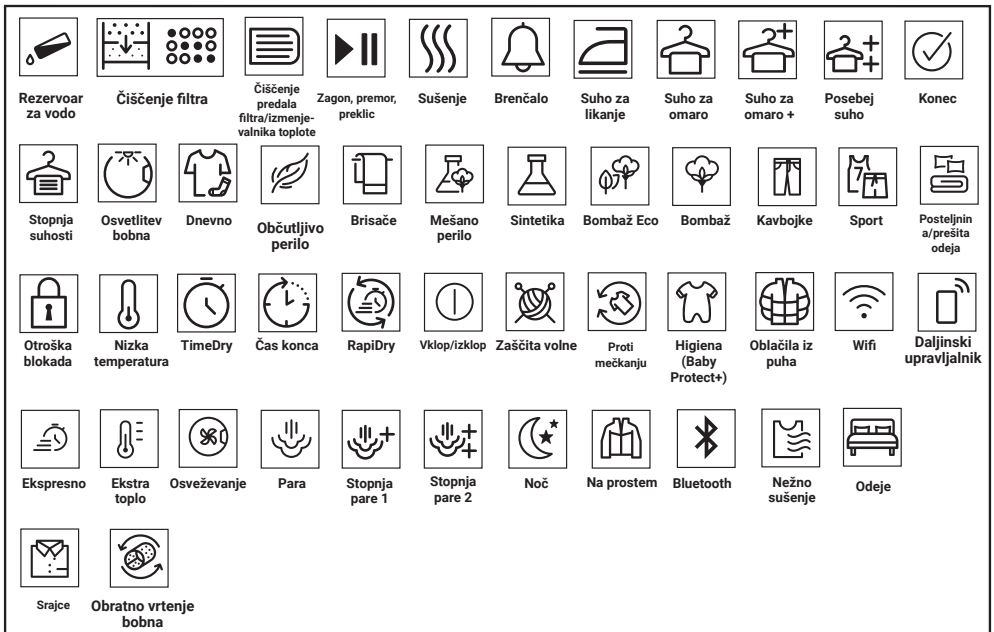 Rezervoar
za vodo
Čiščenje filtra
Čiščenje
predala
filtra/izmenje-
valnika toplote
Zagon, premor,
preklic
Sušenje
Brenčalo
Suho za
likanje
Suho za
omaro
Suho za
omaro +
Posebej
suho
Konec
Stopnja
suhosti
Osvetlitev
bobna
Dnevno
Občutljivo
perilo
Brisače
Mešano
perilo
Sintetika
Bombaž Eco
Bombaž
Kavbojke
7
Sport
Posteljnin
a/prešita
odeja
Otroška
blokada
Nizka
temperatura
TimeDry
Čas konca
RapiDry
Vklop/izklop
Zaščita volne
Proti
mečkanju
Higiena
(Baby
Protect+)
Oblačila iz
puha
Wifi
Daljinski
upravljalnik
Ekspresno
Ekstra
toplo
Osveževanje
Para
Stopnja
pare 1
Stopnja
pare 2
Noč
Na prostem
Bluetooth
Nežno
sušenje
Odeje
Srajce
Obratno vrtenje
bobna